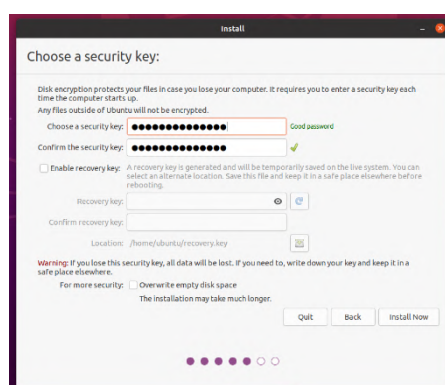 Install
Choose a security key:
Disk encryption protects your files in case you lose your computer. It requires you to enter a security key each
time the computer starts up.
Any files outside of Ubuntu will not be encrypted.
Choose a security key: ●●●●●●●●●●●●●● Good password
Confirm the security key: ●●●●●●●●●●●●●●
Enable recovery key: A recovery key is generated and will be temporarily saved on the live system. You can
select an alternate location. Save this file and keep it in a safe place elsewhere before
rebooting.
Recovery key:
Confirm recovery key:
Location: /home/ubuntu/recovery.key
Warning: If you lose this security key, all data will be lost. If you need to, write down your key and keep it in a
safe place elsewhere.
For more security: Overwrite empty disk space
The installation may take much longer.
Quit Back Install Now